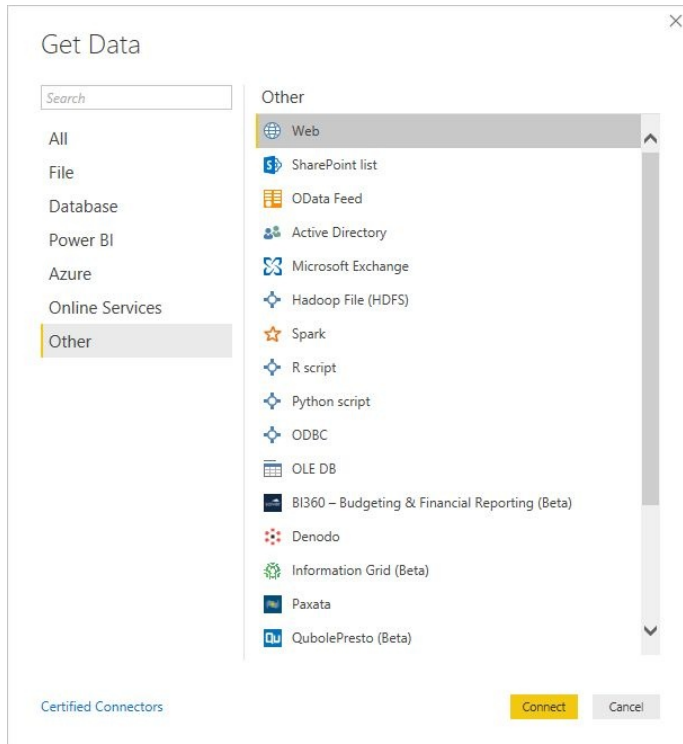 Get Data
Search
All
File
Database
Power BI
Azure
Online Services
Other
Other
Web
SharePoint list
OData Feed
Active Directory
Microsoft Exchange
Hadoop File (HDFS)
Spark
R script
Python script
ODBC
OLE DB
BI360 – Budgeting & Financial Reporting (Beta)
Denodo
Information Grid (Beta)
Paxata
QubolePresto (Beta)
Certified Connectors
Connect
Cancel